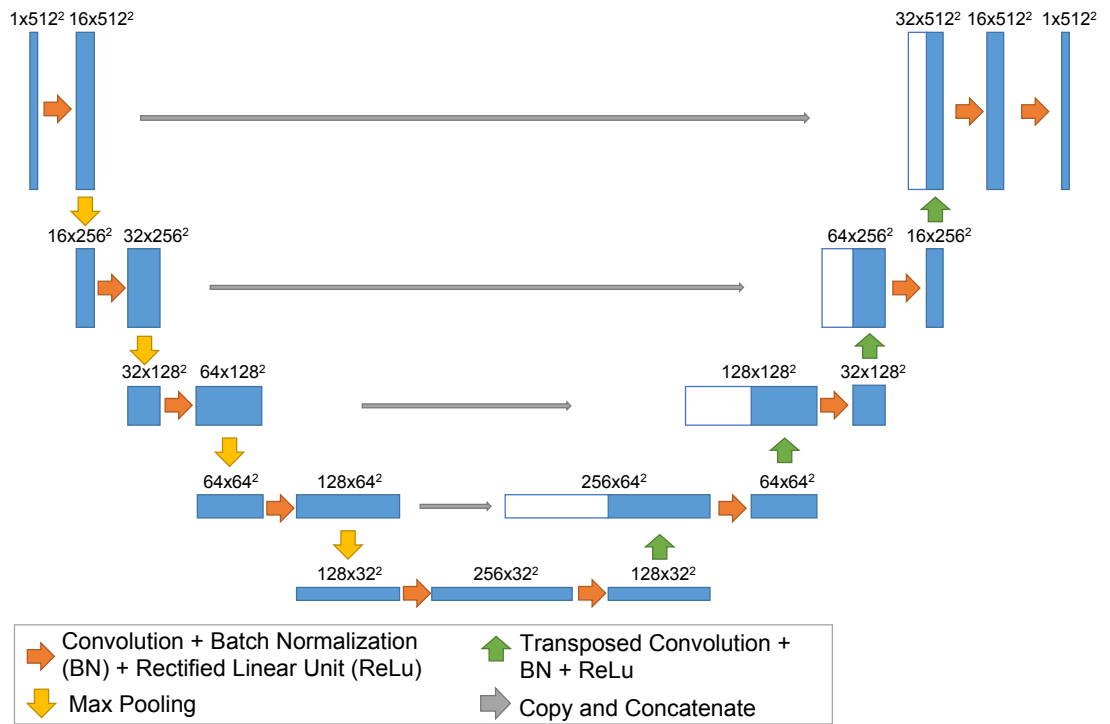 1x512² 16x512² 32x512² 16x512² 1x512²
16x256² 32x256² 64x256² 16x256²
32x128² 64x128² 128x128² 32x128²
64x64² 128x64² 256x64² 64x64²
128x32² 256x32² 128x32²
Convolution + Batch Normalization
(BN) + Rectified Linear Unit (ReLu)
Max Pooling
Transposed Convolution +
BN + ReLu
Copy and Concatenate